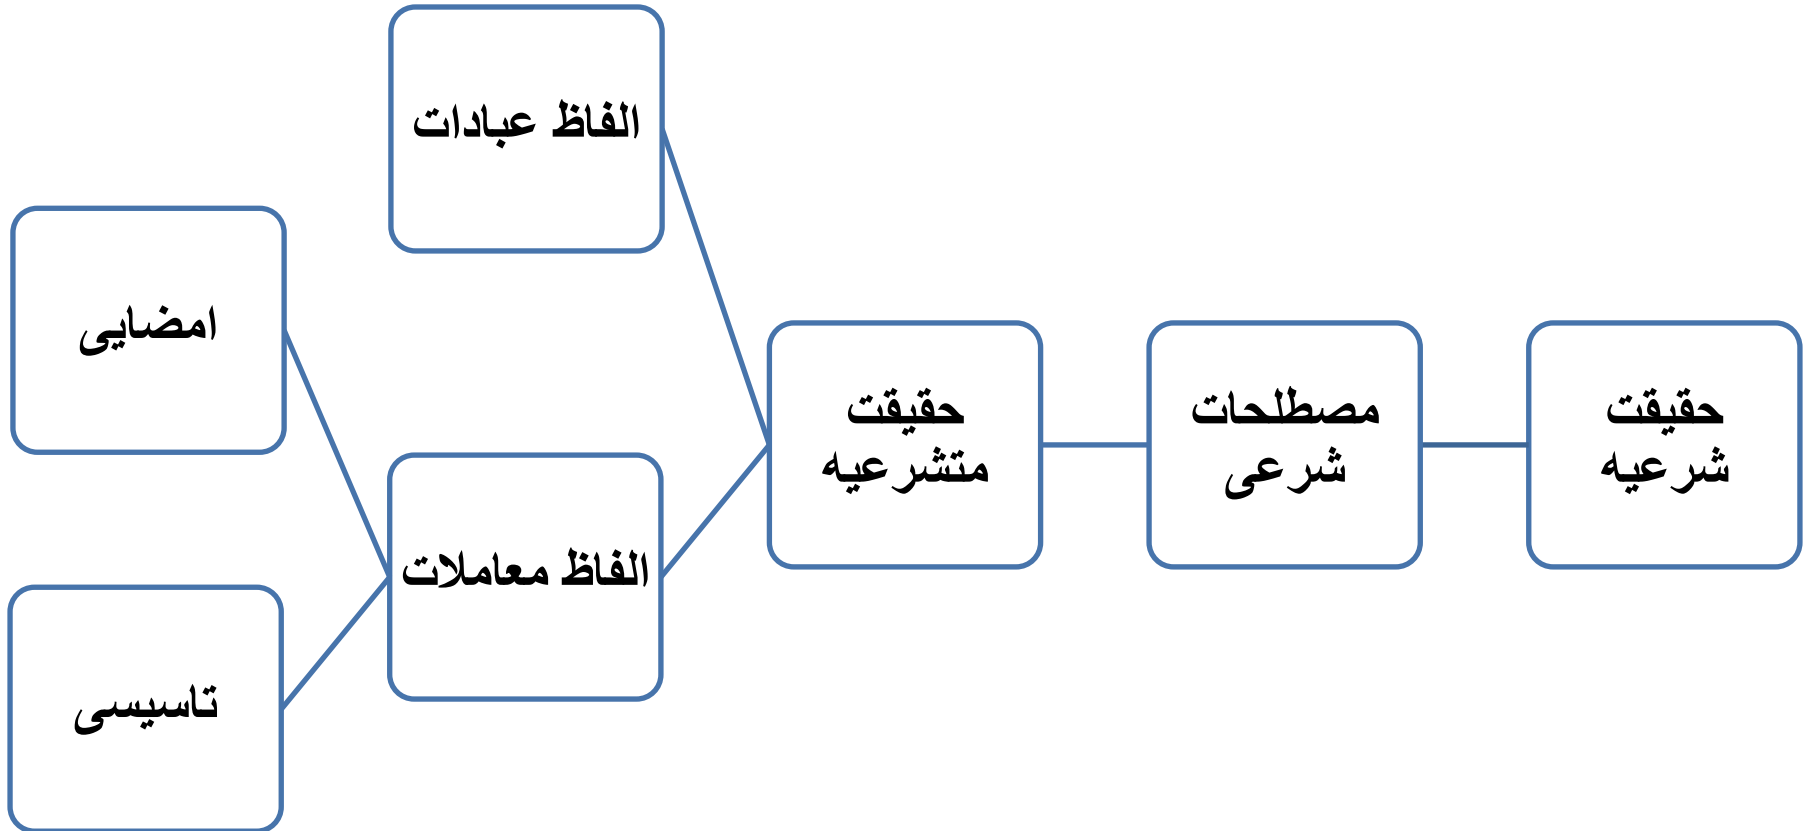 حقیقت
شرعیه
مصطلحات
شرعی
حقیقت
متشرعیه
الفاظ عبادات
الفاظ معاملات
امضایی
تاسیسی